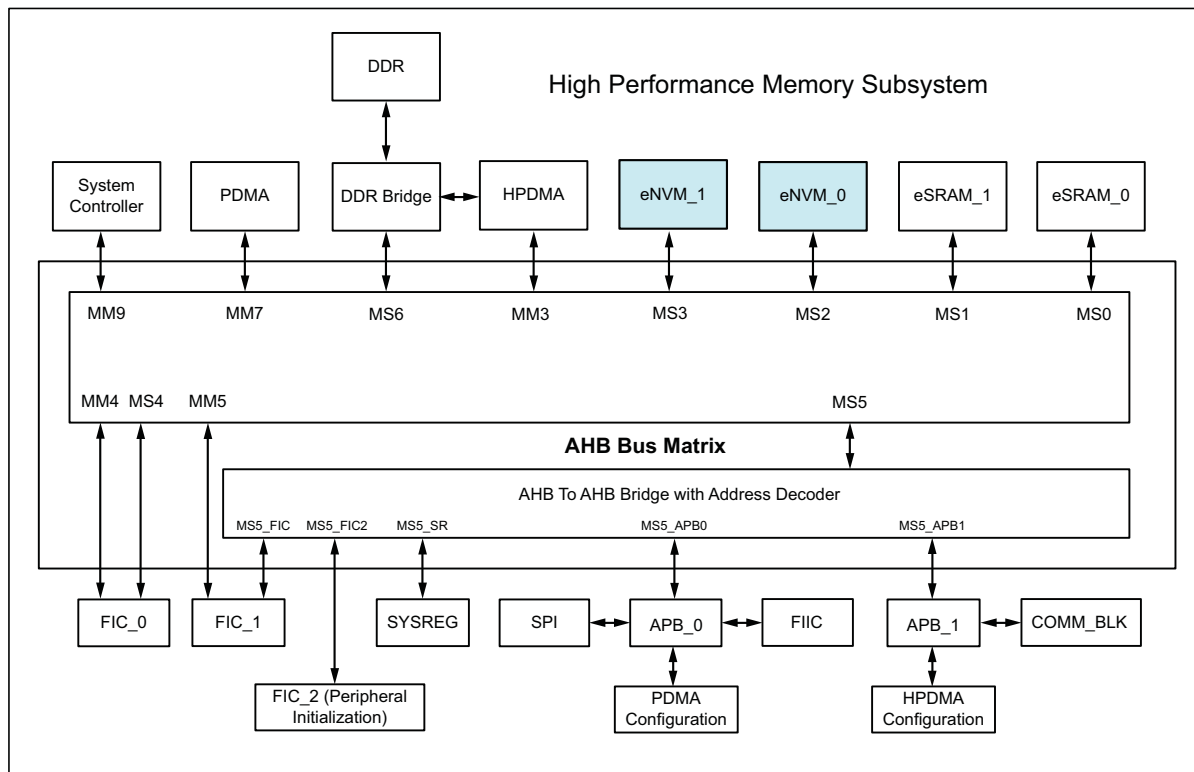 DDR
High Performance Memory Subsystem
System
Controller
PDMA
DDR Bridge
HPDMA
eNVM_1
eNVM_0
eSRAM_1
eSRAM_0
MM9
MM7
MS6
MM3
MS3
MS2
MS1
MS0
MM4
MS4
MM5
MS5
AHB Bus Matrix
AHB To AHB Bridge with Address Decoder
MS5_FIC
MS5_FIC2
MS5_SR
MS5_APB0
MS5_APB1
FIC_0
FIC_1
SYSREG
SPI
APB_0
FIIC
APB_1
COMM_BLK
FIC_2 (Peripheral
Initialization)
PDMA
Configuration
HPDMA
Configuration